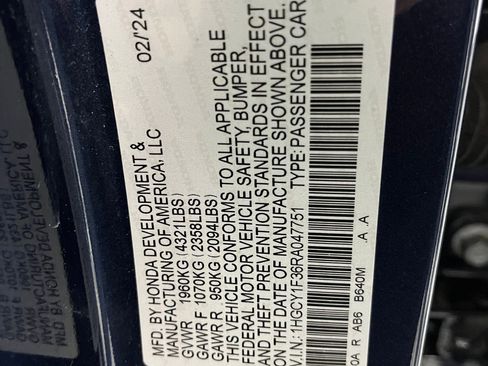 MFD. BY HONDA DEVELOPMENT & 02/'24
MANUFACTURING OF AMERICA, LLC
GVWR 1960KG (4321LBS)
GAWR F 1070KG (2358LBS)
GAWR R 950KG (2094LBS)
THIS VEHICLE CONFORMS TO ALL APPLICABLE
FEDERAL MOTOR VEHICLE SAFETY, BUMPER,
AND THEFT PREVENTION STANDARDS IN EFFECT
ON THE DATE OF MANUFACTURE SHOWN ABOVE.
V.I.N.: 1HGCY1F36RA047751 TYPE: PASSENGER CAR
0A R AB6 B640M A A